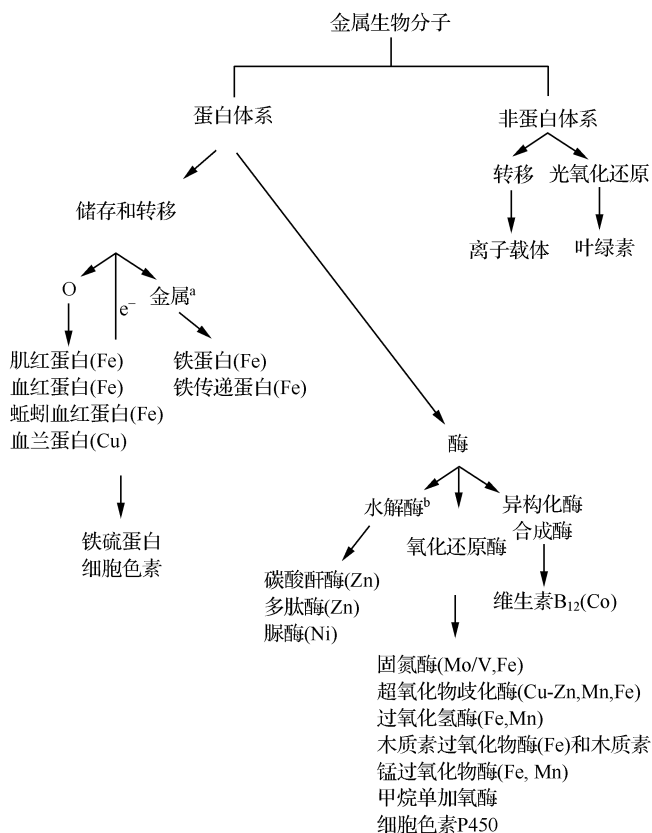 金属生物分子
蛋白体系
非蛋白体系
转移
光氧化还原
离子载体
叶绿素
储存和转移
O
e⁻
金属ᵃ
肌红蛋白(Fe)
血红蛋白(Fe)
蚯蚓血红蛋白(Fe)
血兰蛋白(Cu)
铁蛋白(Fe)
铁传递蛋白(Fe)
铁硫蛋白
细胞色素
酶
水解酶ᵇ
氧化还原酶
异构化酶
合成酶
碳酸酐酶(Zn)
多肽酶(Zn)
脲酶(Ni)
维生素B₁₂(Co)
固氮酶(Mo/V,Fe)
超氧化物歧化酶(Cu-Zn,Mn,Fe)
过氧化氢酶(Fe,Mn)
木质素过氧化物酶(Fe)和木质素
锰过氧化物酶(Fe, Mn)
甲烷单加氧酶
细胞色素P450